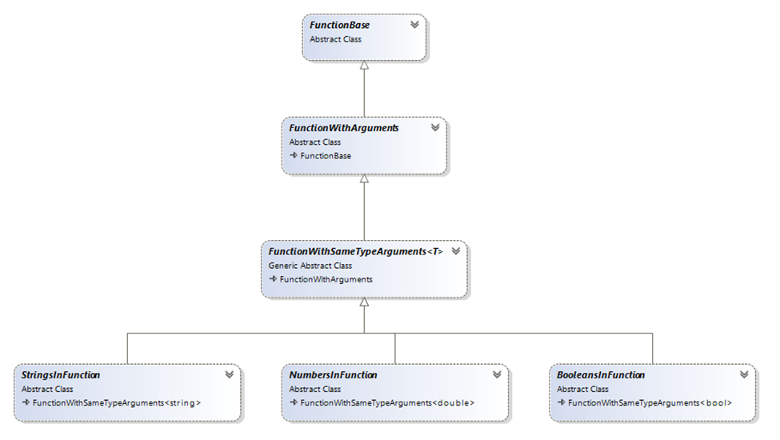 FunctionBase
Abstract Class
FunctionWithArguments
Abstract Class
FunctionBase
FunctionWithSameTypeArguments<T>
Generic Abstract Class
FunctionWithArguments
StringsInFunction
Abstract Class
FunctionWithSameTypeArguments<string>
NumbersInFunction
Abstract Class
FunctionWithSameTypeArguments<double>
BooleansInFunction
Abstract Class
FunctionWithSameTypeArguments<bool>